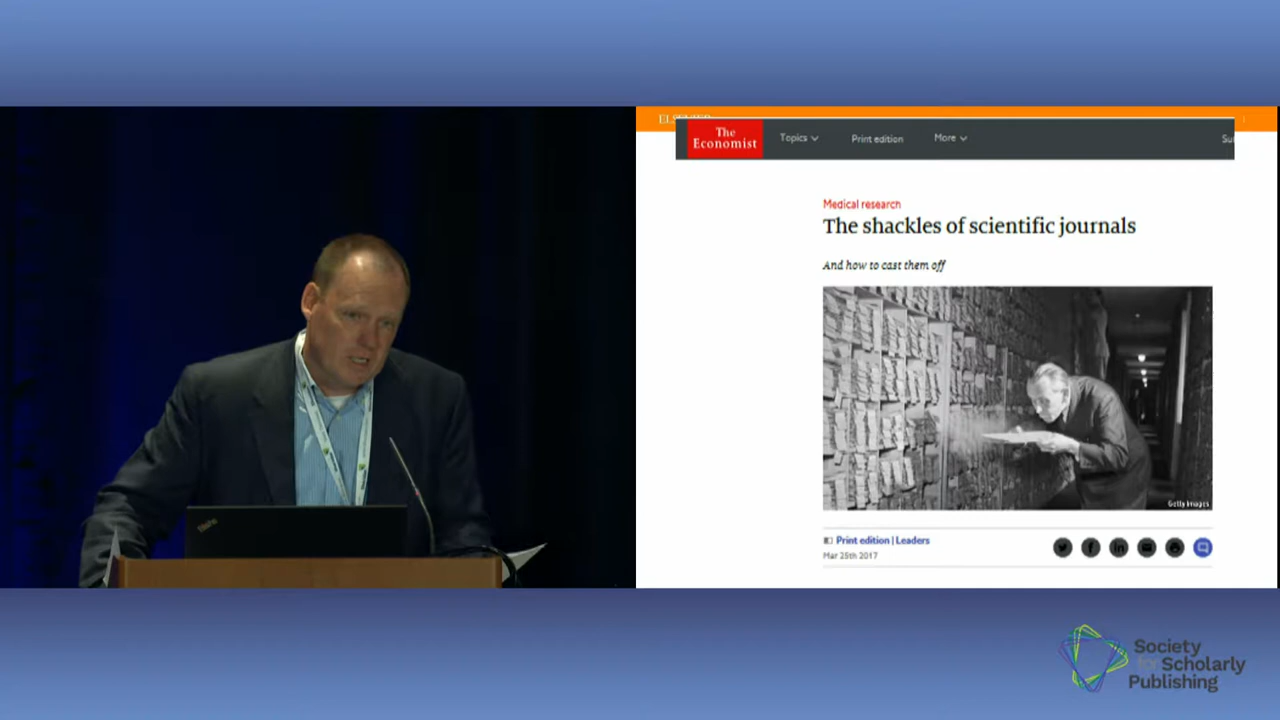 The
Economist
Topics
Print edition
More
Medical research
The shackles of scientific journals
And how to cast them off
Getty Images
Print edition | Leaders
Mar 25th 2017
Society
for Scholarly
Publishing